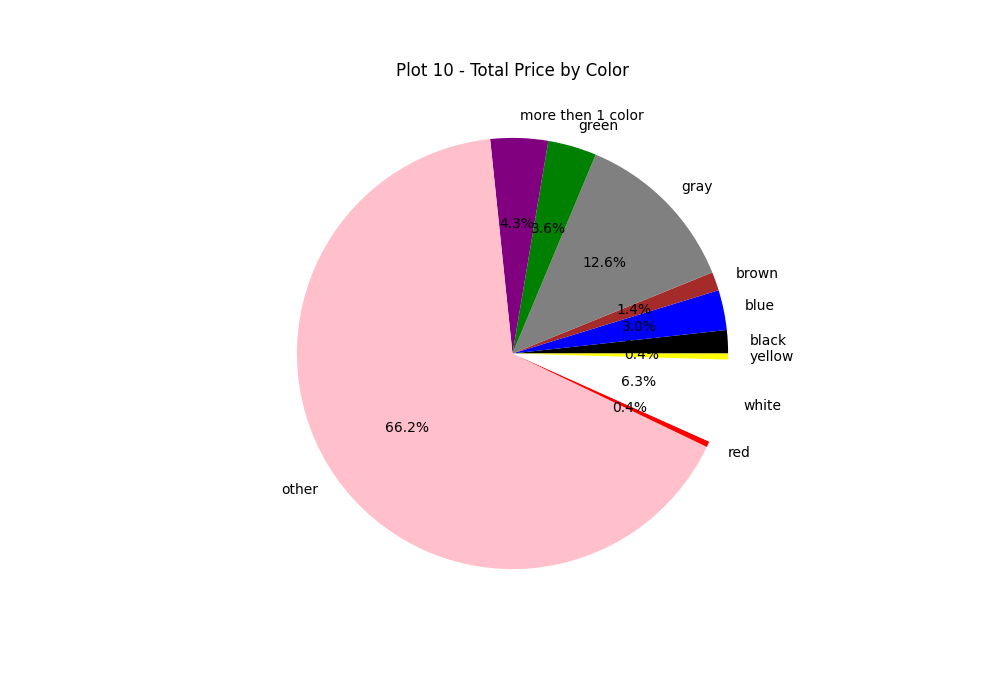 Plot 10 - Total Price by Color
more then 1 color
green
gray
brown
blue
black
yellow
white
red
other
4.3%
3.6%
12.6%
1.4%
3.0%
0.4%
6.3%
0.4%
66.2%